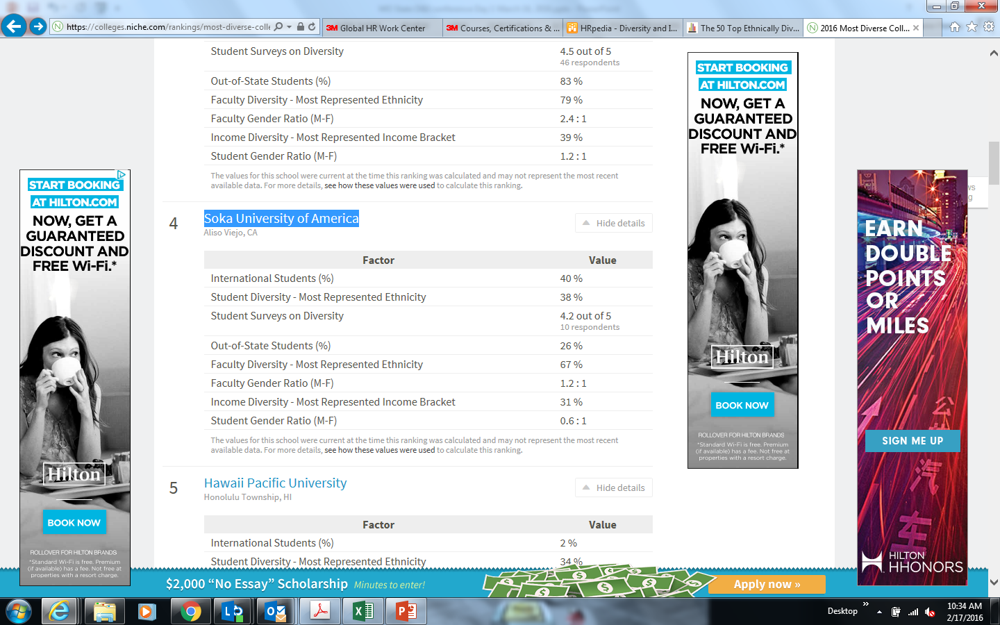 https://colleges.niche.com/rankings/most-diverse-colle
3M Global HR Work Center
3M Courses, Certifications & ...
HRpedia - Diversity and I...
The 50 Top Ethnically Div...
2016 Most Diverse Coll...
Student Surveys on Diversity 4.5 out of 5
46 respondents
Out-of-State Students (%) 83 %
Faculty Diversity - Most Represented Ethnicity 79 %
Faculty Gender Ratio (M-F) 2.4 : 1
Income Diversity - Most Represented Income Bracket 39 %
Student Gender Ratio (M-F) 1.2 : 1
The values for this school were current at the time this ranking was calculated and may not represent the most recent
available data. For more details, see how these values were used to calculate this ranking.
4 Soka University of America
Hide details
Aliso Viejo, CA
Factor Value
International Students (%) 40 %
Student Diversity - Most Represented Ethnicity 38 %
Student Surveys on Diversity 4.2 out of 5
10 respondents
Out-of-State Students (%) 26 %
Faculty Diversity - Most Represented Ethnicity 67 %
Faculty Gender Ratio (M-F) 1.2 : 1
Income Diversity - Most Represented Income Bracket 31 %
Student Gender Ratio (M-F) 0.6 : 1
The values for this school were current at the time this ranking was calculated and may not represent the most recent
available data. For more details, see how these values were used to calculate this ranking.
5 Hawaii Pacific University
Hide details
Honolulu Township, HI
Factor Value
International Students (%) 2 %
Student Diversity - Most Represented Ethnicity 34 %
START BOOKING
AT HILTON.COM
NOW, GET A
GUARANTEED
DISCOUNT AND
FREE Wi-Fi.*
Hilton
BOOK NOW
ROLLOVER FOR HILTON BRANDS
*Standard Wi-Fi is free. Premium
(if available) has a fee. Not free at
properties with a resort charge.
START BOOKING
AT HILTON.COM
NOW, GET A
GUARANTEED
DISCOUNT AND
FREE Wi-Fi.*
Hilton
BOOK NOW
ROLLOVER FOR HILTON BRANDS
*Standard Wi-Fi is free. Premium
(if available) has a fee. Not free at
properties with a resort charge.
ws
g
EARN
DOUBLE
POINTS
OR
MILES
SIGN ME UP
汽
车
HILTON
HHONORS
$2,000 “No Essay” Scholarship Minutes to enter!
Apply now »
Desktop
10:34 AM
2/17/2016